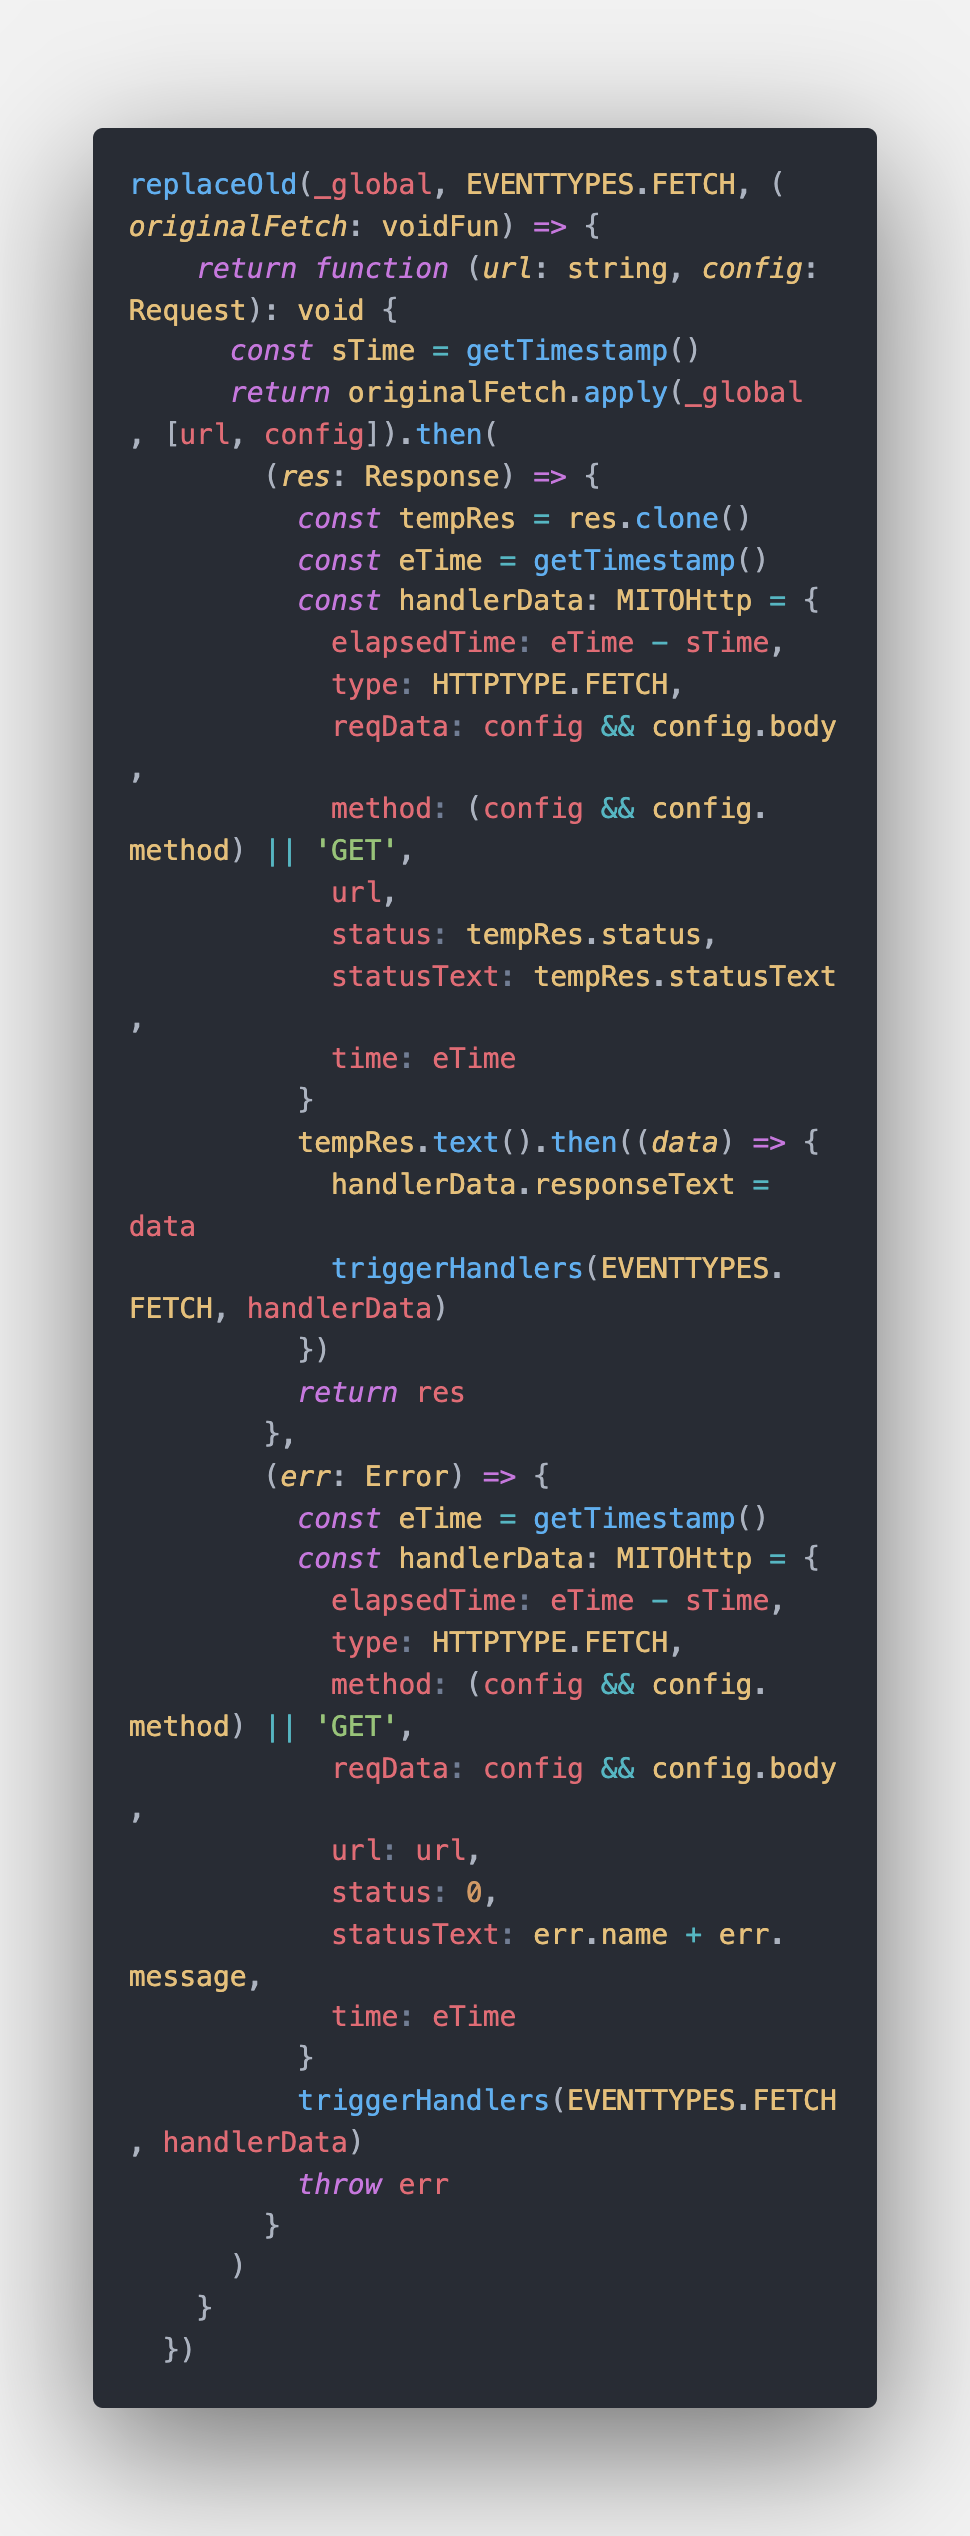 replaceOld(_global, EVENTTYPES.FETCH, (
originalFetch: voidFun) => {
    return function (url: string, config:
Request): void {
      const sTime = getTimestamp()
      return originalFetch.apply(_global
, [url, config]).then(
        (res: Response) => {
          const tempRes = res.clone()
          const eTime = getTimestamp()
          const handlerData: MITOHttp = {
            elapsedTime: eTime - sTime,
            type: HTTPTYPE.FETCH,
            reqData: config && config.body
,
            method: (config && config.
method) || 'GET',
            url,
            status: tempRes.status,
            statusText: tempRes.statusText
,
            time: eTime
          }
          tempRes.text().then((data) => {
            handlerData.responseText =
data
            triggerHandlers(EVENTTYPES.
FETCH, handlerData)
          })
          return res
        },
        (err: Error) => {
          const eTime = getTimestamp()
          const handlerData: MITOHttp = {
            elapsedTime: eTime - sTime,
            type: HTTPTYPE.FETCH,
            method: (config && config.
method) || 'GET',
            reqData: config && config.body
,
            url: url,
            status: 0,
            statusText: err.name + err.
message,
            time: eTime
          }
          triggerHandlers(EVENTTYPES.FETCH
, handlerData)
          throw err
        }
      )
    }
  })